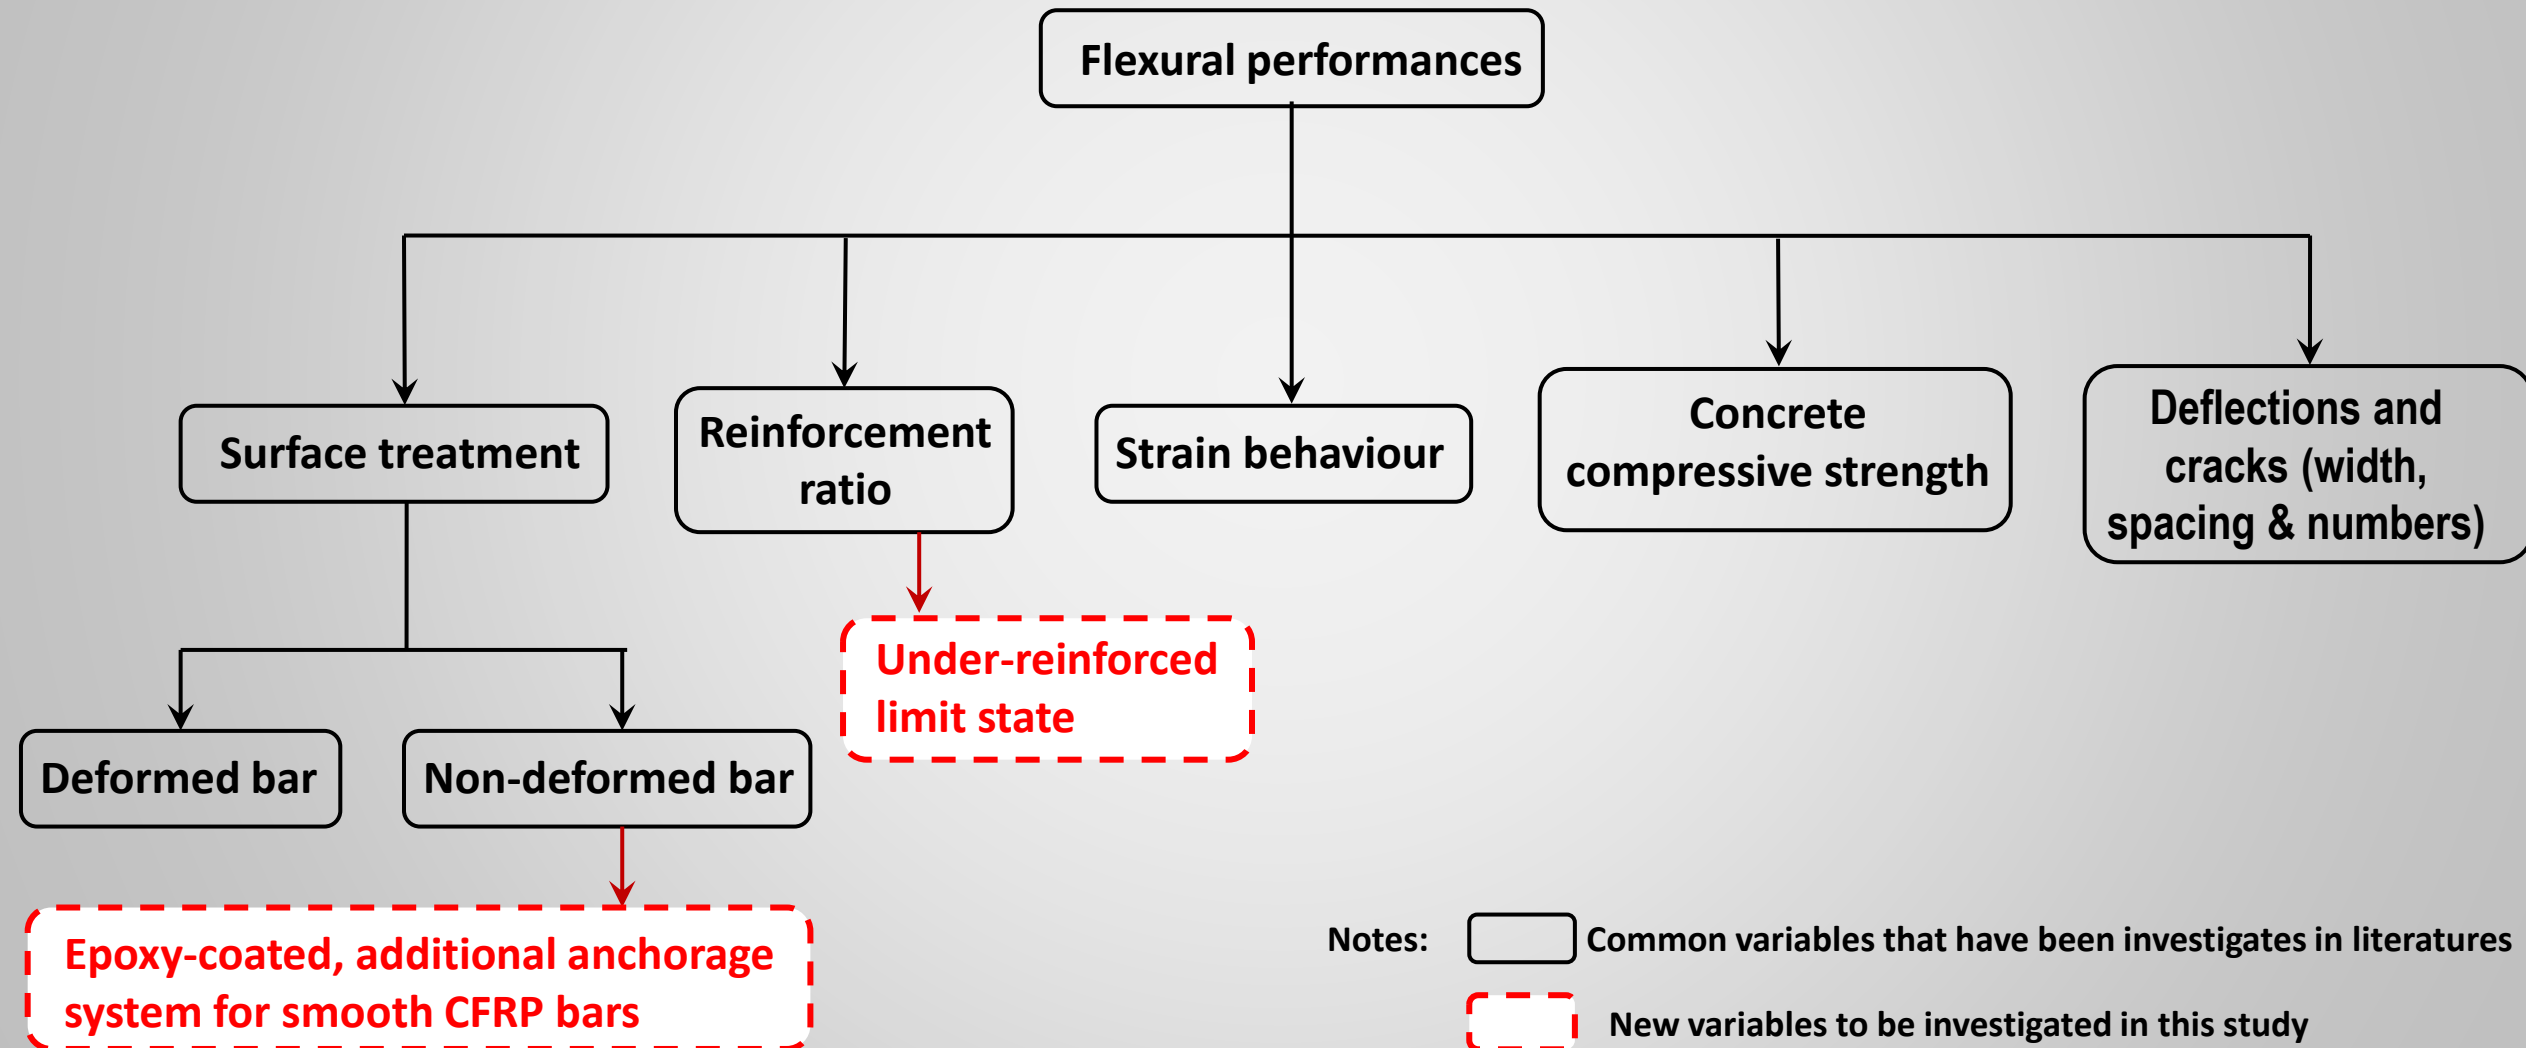 Flexural performances
Surface treatment
Reinforcement
ratio
Strain behaviour
Concrete
compressive strength
Deflections and
cracks (width,
spacing & numbers)
Under-reinforced
limit state
Deformed bar
Non-deformed bar
Epoxy-coated, additional anchorage
system for smooth CFRP bars
Notes:
Common variables that have been investigates in literatures
New variables to be investigated in this study